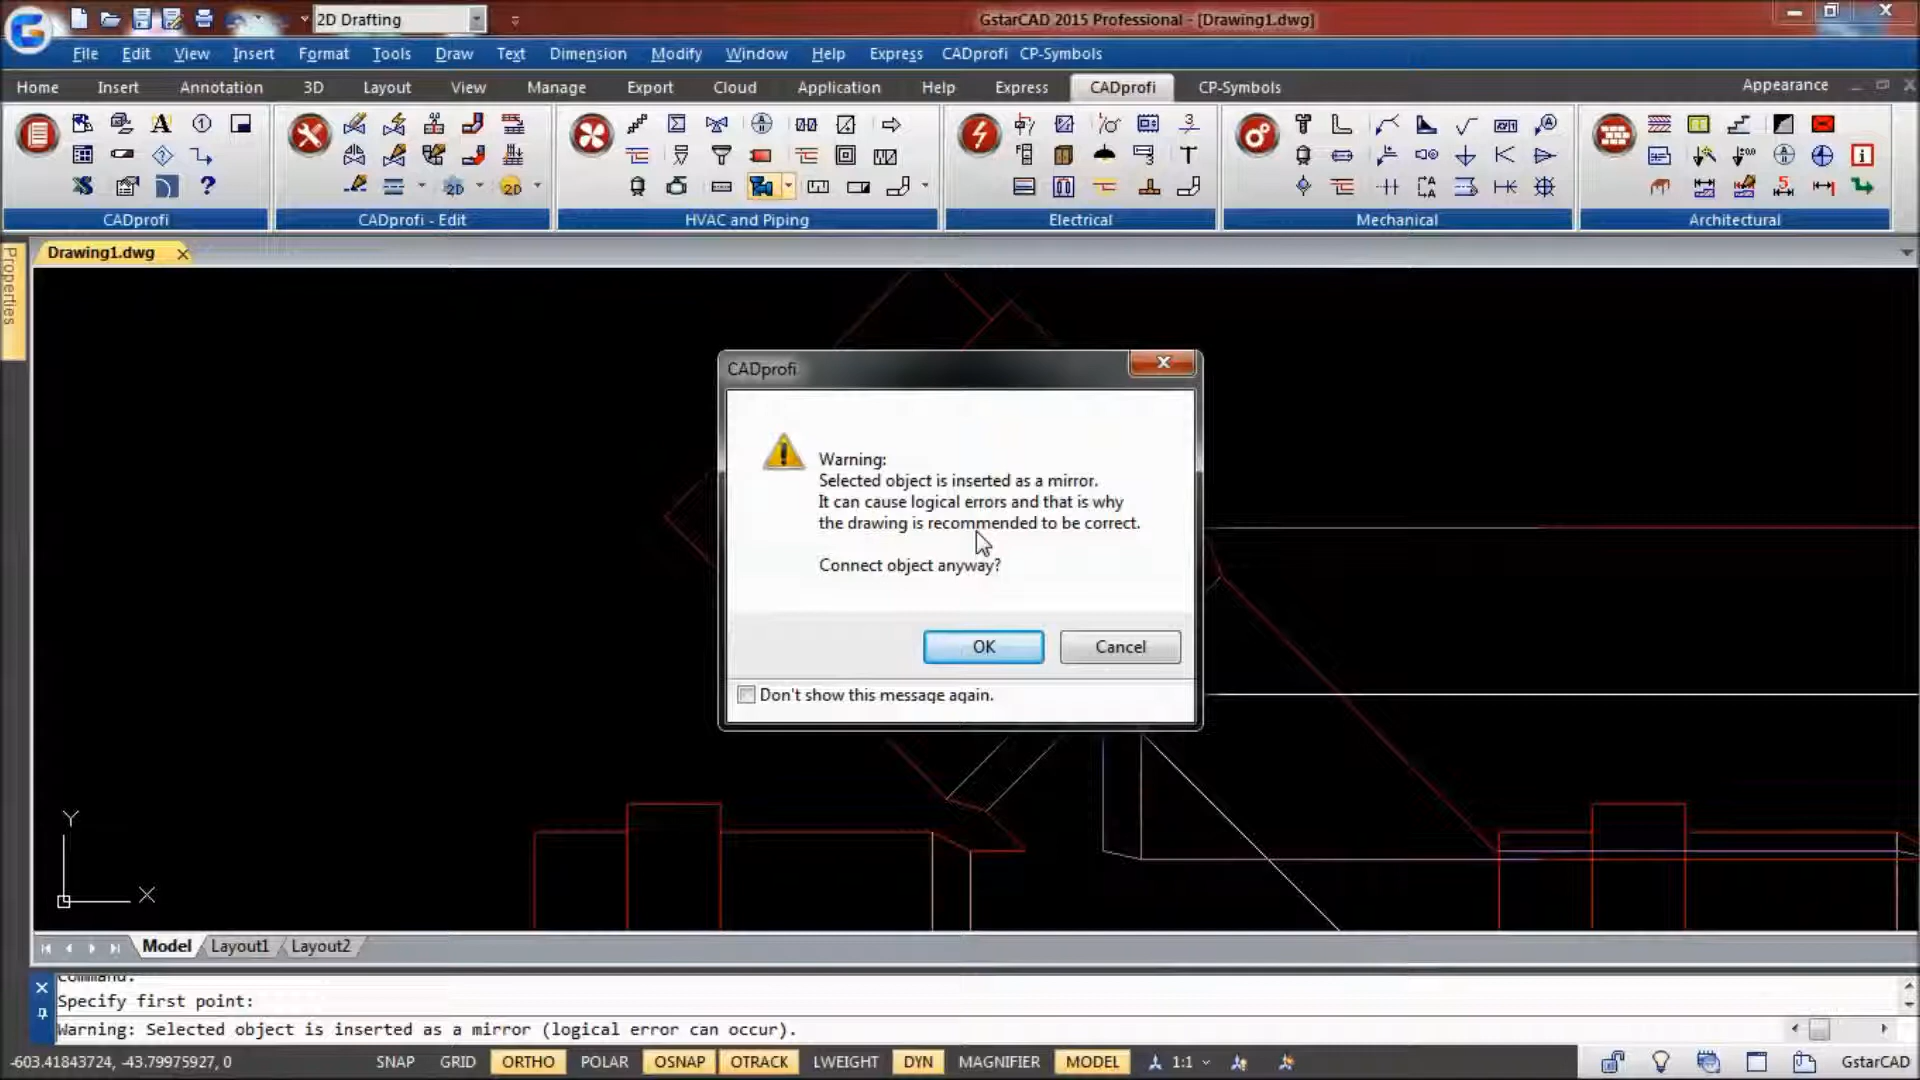 2D Drafting
GstarCAD 2015 Professional - [Drawing1.dwg]
File Edit View Insert Format Tools Draw Text Dimension Modify Window Help Express CADprofi CP-Symbols
Home Insert Annotation 3D Layout View Manage Export Cloud Application Help Express CADprofi CP-Symbols Appearance
CADprofi CADprofi - Edit HVAC and Piping Electrical Mechanical Architectural
Drawing1.dwg
Properties
CADprofi
Warning:
Selected object is inserted as a mirror.
It can cause logical errors and that is why
the drawing is recommended to be correct.
Connect object anyway?
OK Cancel
Don't show this message again.
Y
X
Model Layout1 Layout2
Command:
Specify first point:
Warning: Selected object is inserted as a mirror (logical error can occur).
-603.41843724, -43.79975927, 0 SNAP GRID ORTHO POLAR OSNAP OTRACK LWEIGHT DYN MAGNIFIER MODEL 1:1 GstarCAD